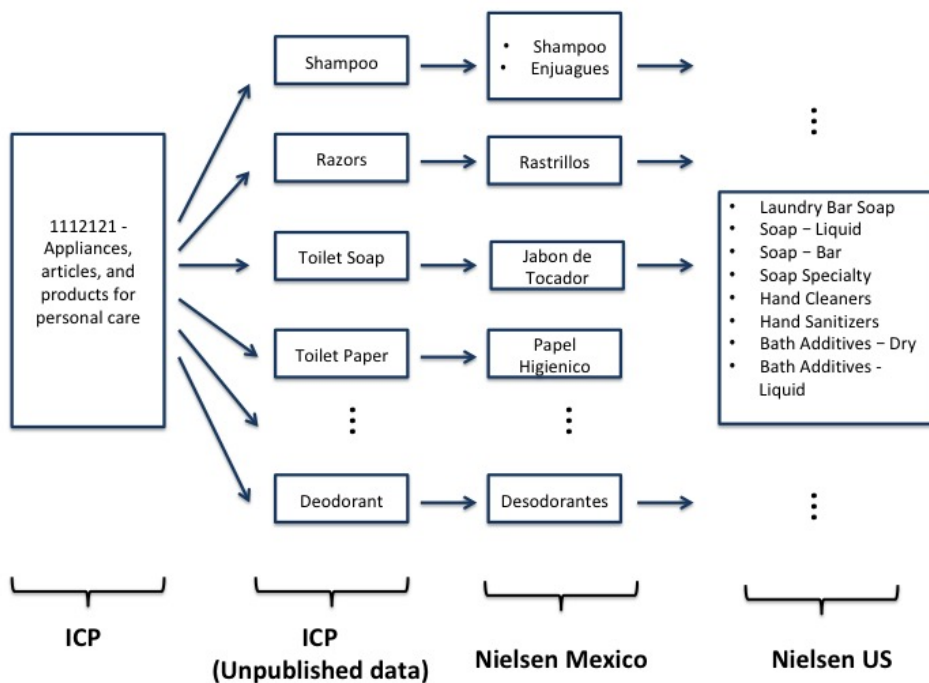 1112121 -
Appliances,
articles, and
products for
personal care
Shampoo
Razors
Toilet Soap
Toilet Paper
Deodorant
• Shampoo
• Enjuagues
Rastrillos
Jabon de
Tocador
Papel
Higienico
Desodorantes
• Laundry Bar Soap
• Soap – Liquid
• Soap – Bar
• Soap Specialty
• Hand Cleaners
• Hand Sanitizers
• Bath Additives – Dry
• Bath Additives -
Liquid
ICP
ICP
(Unpublished data)
Nielsen Mexico
Nielsen US